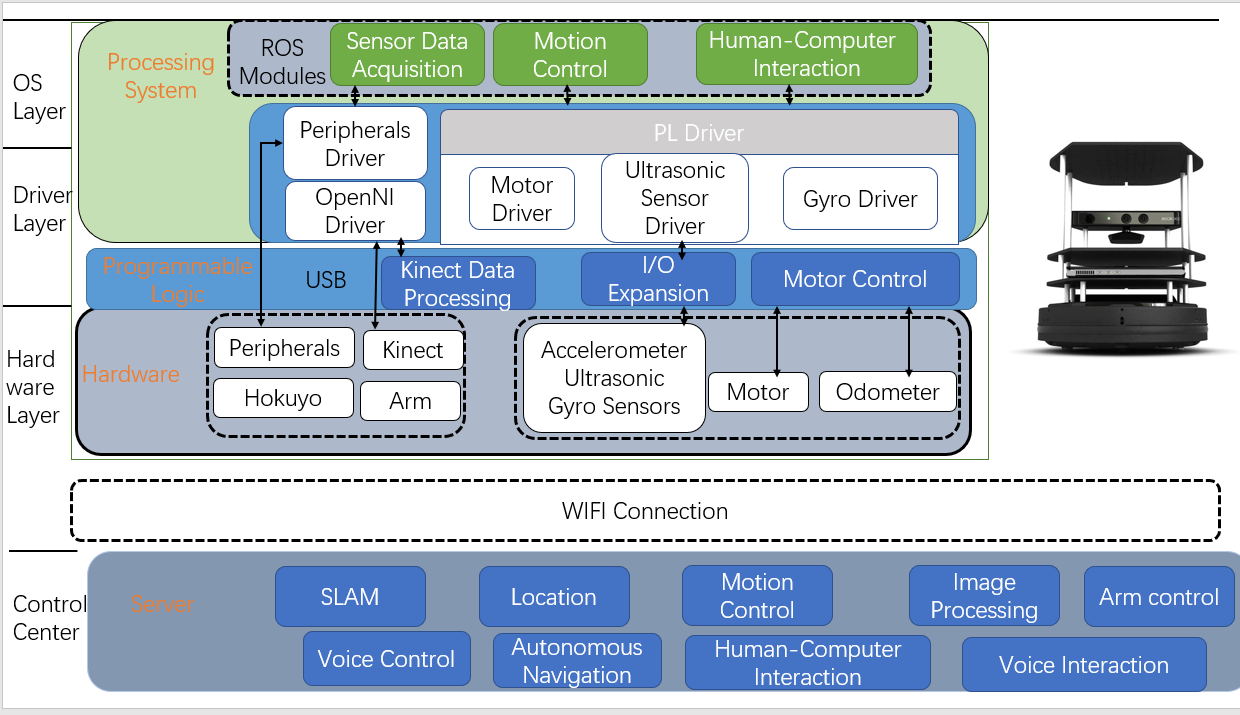 OS
Layer
Processing
System
ROS
Modules
Sensor Data
Acquisition
Motion
Control
Human-Computer
Interaction
Driver
Layer
Peripherals
Driver
OpenNI
Driver
PL Driver
Motor
Driver
Ultrasonic
Sensor
Driver
Gyro Driver
Programmable
Logic
USB
Kinect Data
Processing
I/O
Expansion
Motor Control
Hard
ware
Layer
Hardware
Peripherals
Kinect
Hokuyo
Arm
Accelerometer
Ultrasonic
Gyro Sensors
Motor
Odometer
WIFI Connection
Control
Center
Server
SLAM
Location
Motion
Control
Image
Processing
Arm control
Voice Control
Autonomous
Navigation
Human-Computer
Interaction
Voice Interaction